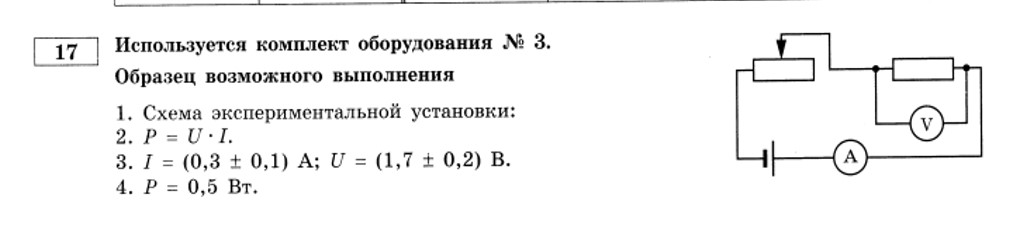 17
Используется комплект оборудования № 3.
Образец возможного выполнения
1. Схема экспериментальной установки:
2. P = U · I.
3. I = (0,3 ± 0,1) А; U = (1,7 ± 0,2) В.
4. P = 0,5 Вт.
V
A